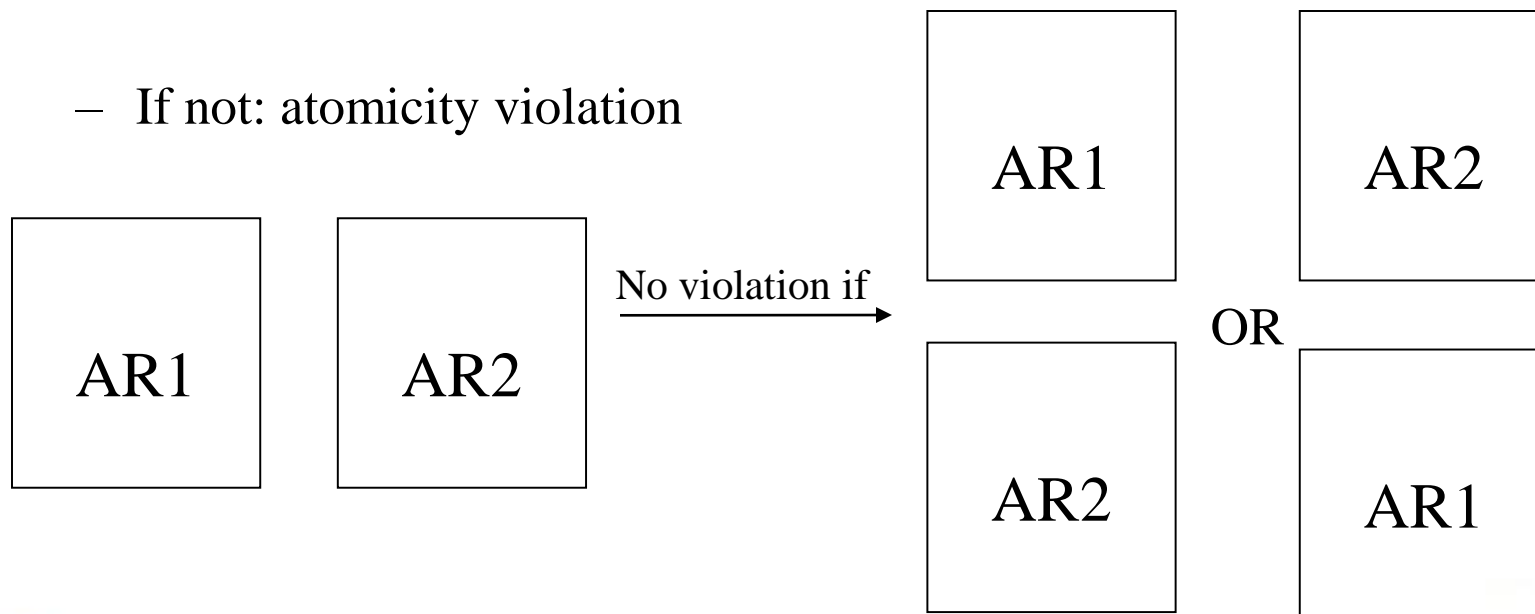 – If not: atomicity violation
AR1
AR2
No violation if
AR1
AR2
OR
AR2
AR1